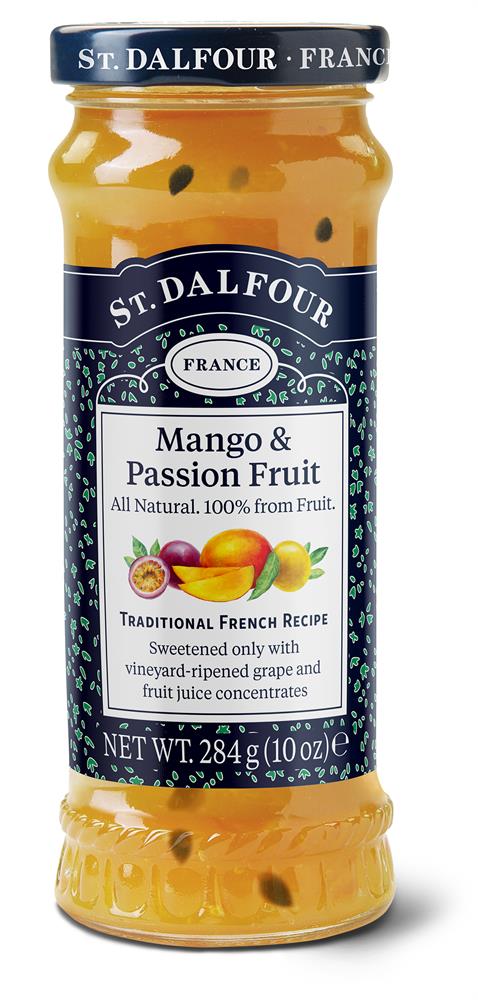 ST. DALFOUR · FRANC
ST. DALFOUR
FRANCE
Mango &
Passion Fruit
All Natural. 100% from Fruit.
TRADITIONAL FRENCH RECIPE
Sweetened only with
vineyard-ripened grape and
fruit juice concentrates
NET WT. 284 g (10 oz) ℮